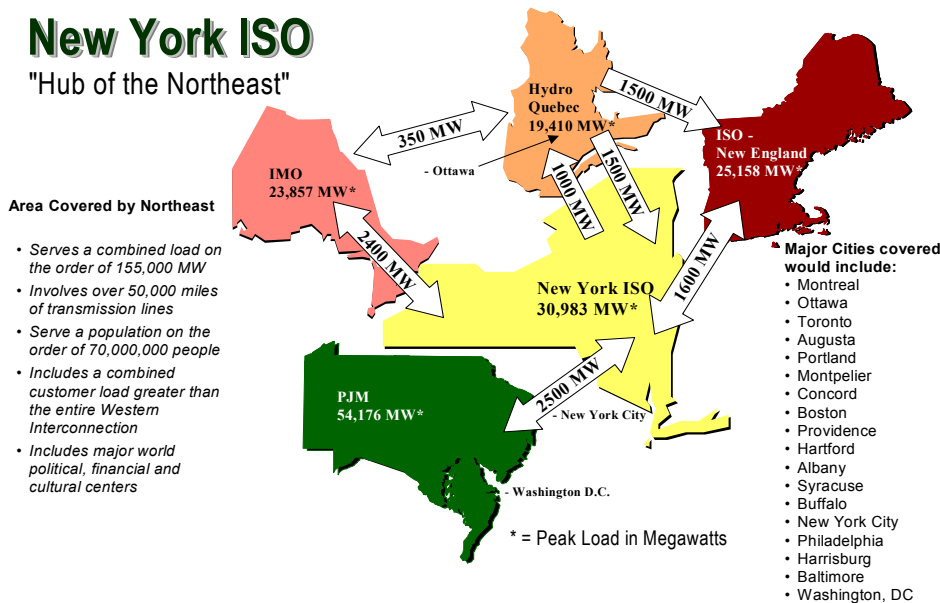 New York ISO
"Hub of the Northeast"
Area Covered by Northeast
• Serves a combined load on
the order of 155,000 MW
• Involves over 50,000 miles
of transmission lines
• Serve a population on the
order of 70,000,000 people
• Includes a combined
customer load greater than
the entire Western
Interconnection
• Includes major world
political, financial and
cultural centers
Hydro
Quebec
19,410 MW*
- Ottawa
IMO
23,857 MW*
ISO -
New England
25,158 MW*
New York ISO
30,983 MW*
PJM
54,176 MW*
350 MW
1500 MW
1000 MW
1500 MW
2400 MW
1600 MW
2500 MW
- New York City
- Washington D.C.
* = Peak Load in Megawatts
Major Cities covered
would include:
• Montreal
• Ottawa
• Toronto
• Augusta
• Portland
• Montpelier
• Concord
• Boston
• Providence
• Hartford
• Albany
• Syracuse
• Buffalo
• New York City
• Philadelphia
• Harrisburg
• Baltimore
• Washington, DC